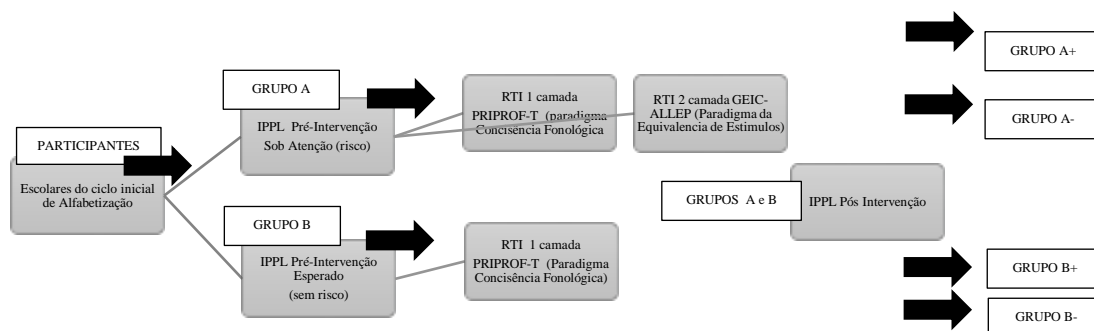 PARTICIPANTES
Escolares do ciclo inicial
de Alfabetização
GRUPO A
IPPL Pré-Intervenção
Sob Atenção (risco)
GRUPO B
IPPL Pré-Intervenção
Esperado
(sem risco)
RTI 1 camada
PRIPROF-T (paradigma
Concisêsncia Fonológica
RTI 1 camada
PRIPROF-T (Paradigma
Concisência Fonológica)
RTI 2 camada GEIC-
ALLEP (Paradigma da
Equivalencia de Estimulos)
GRUPOS A e B
IPPL Pós Intervenção
GRUPO A+
GRUPO A-
GRUPO B+
GRUPO B-